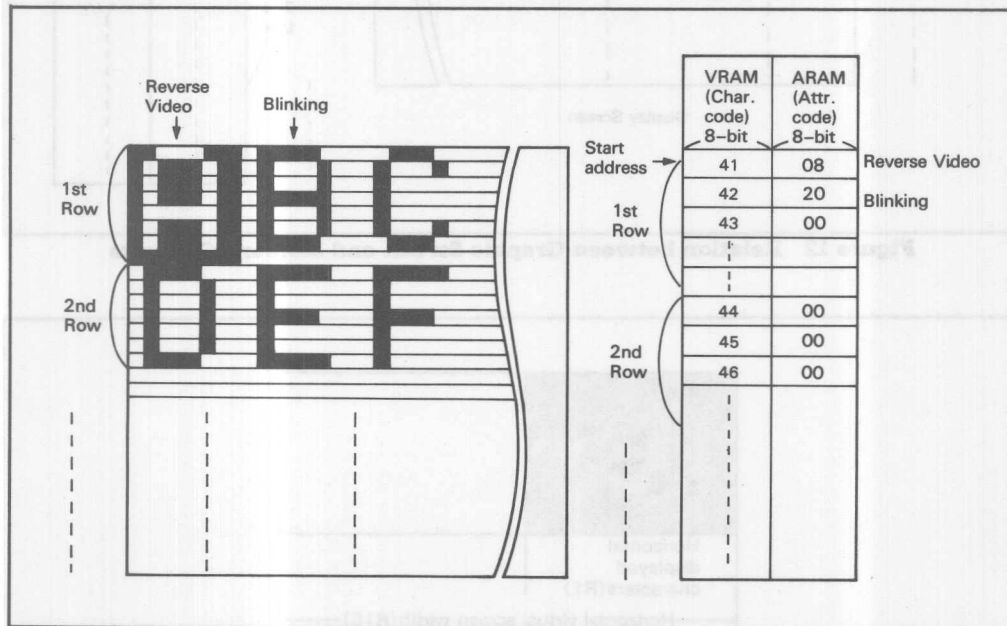 Reverse
Video
Blinking
1st
Row
2nd
Row
Start
address
1st
Row
2nd
Row
VRAM
(Char.
code)
8–bit
ARAM
(Attr.
code)
8–bit
41 08 Reverse Video
42 20 Blinking
43 00
44 00
45 00
46 00
A B C
D E F